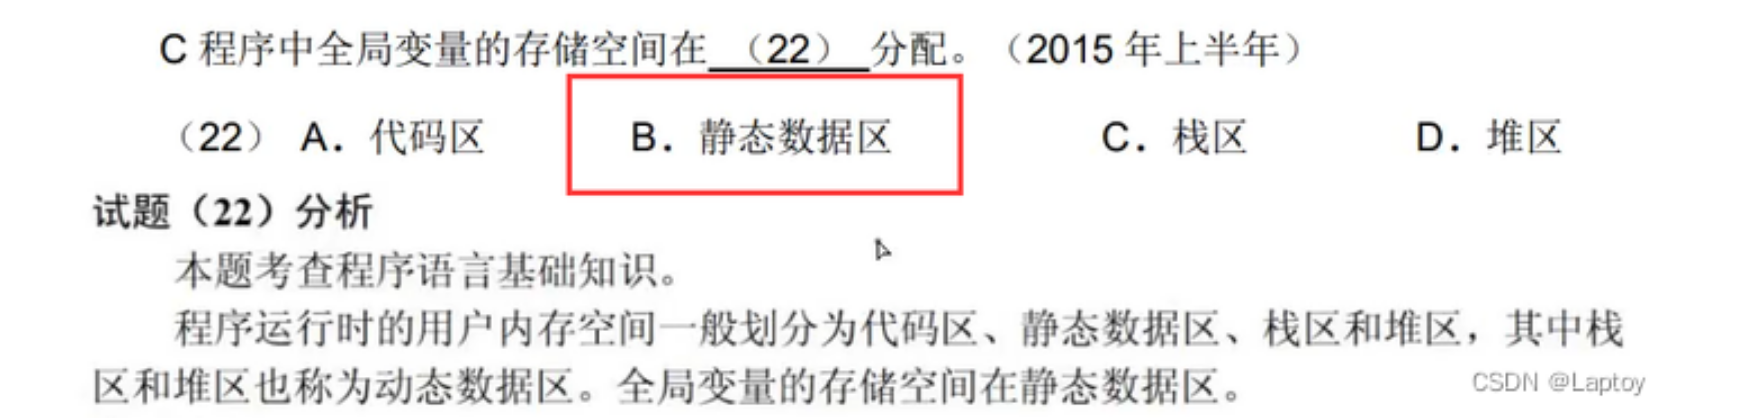 C 程序中全局变量的存储空间在 （22） 分配。（2015 年上半年）
（22） A．代码区 B．静态数据区 C．栈区 D．堆区
试题（22）分析
本题考查程序语言基础知识。
程序运行时的用户内存空间一般划分为代码区、静态数据区、栈区和堆区，其中栈
区和堆区也称为动态数据区。全局变量的存储空间在静态数据区。
CSDN @Laptoy